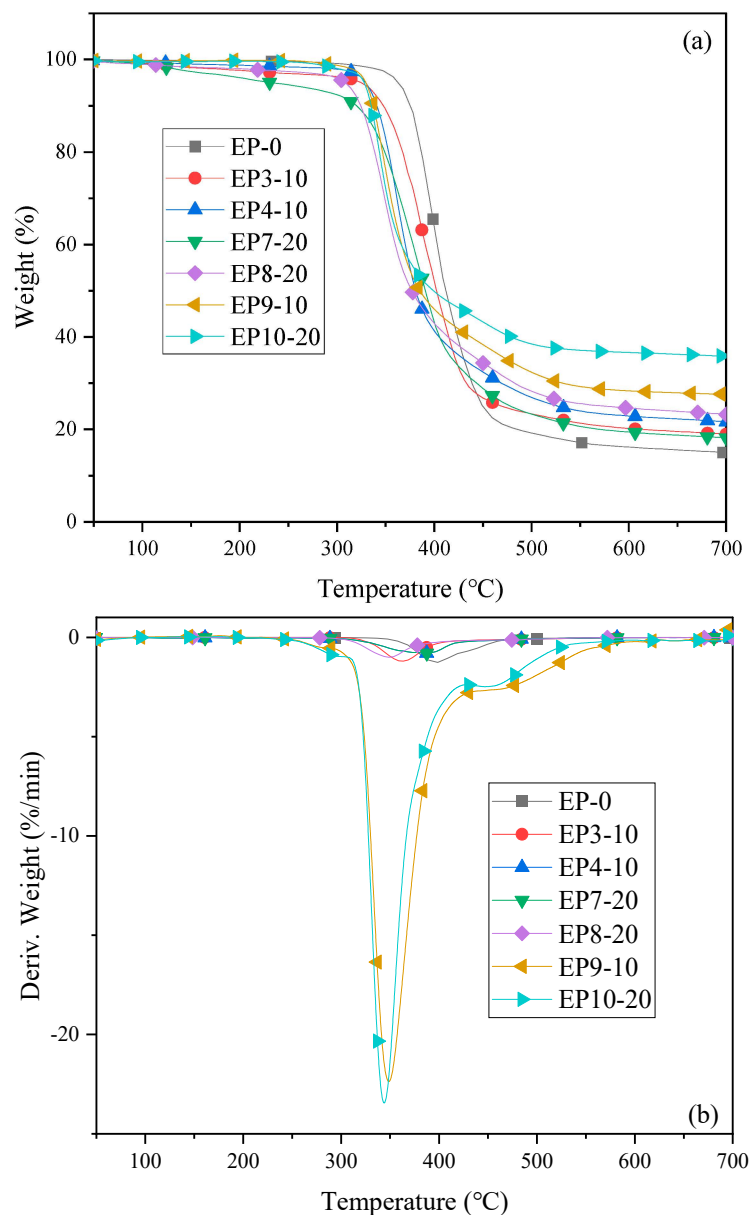 (a)
100
80
60
40
20
0
Weight (%)
EP-0
EP3-10
EP4-10
EP7-20
EP8-20
EP9-10
EP10-20
100 200 300 400 500 600 700
Temperature (℃)
0
-10
-20
Deriv. Weight (%/min)
EP-0
EP3-10
EP4-10
EP7-20
EP8-20
EP9-10
EP10-20
(b)
100 200 300 400 500 600 700
Temperature (℃)